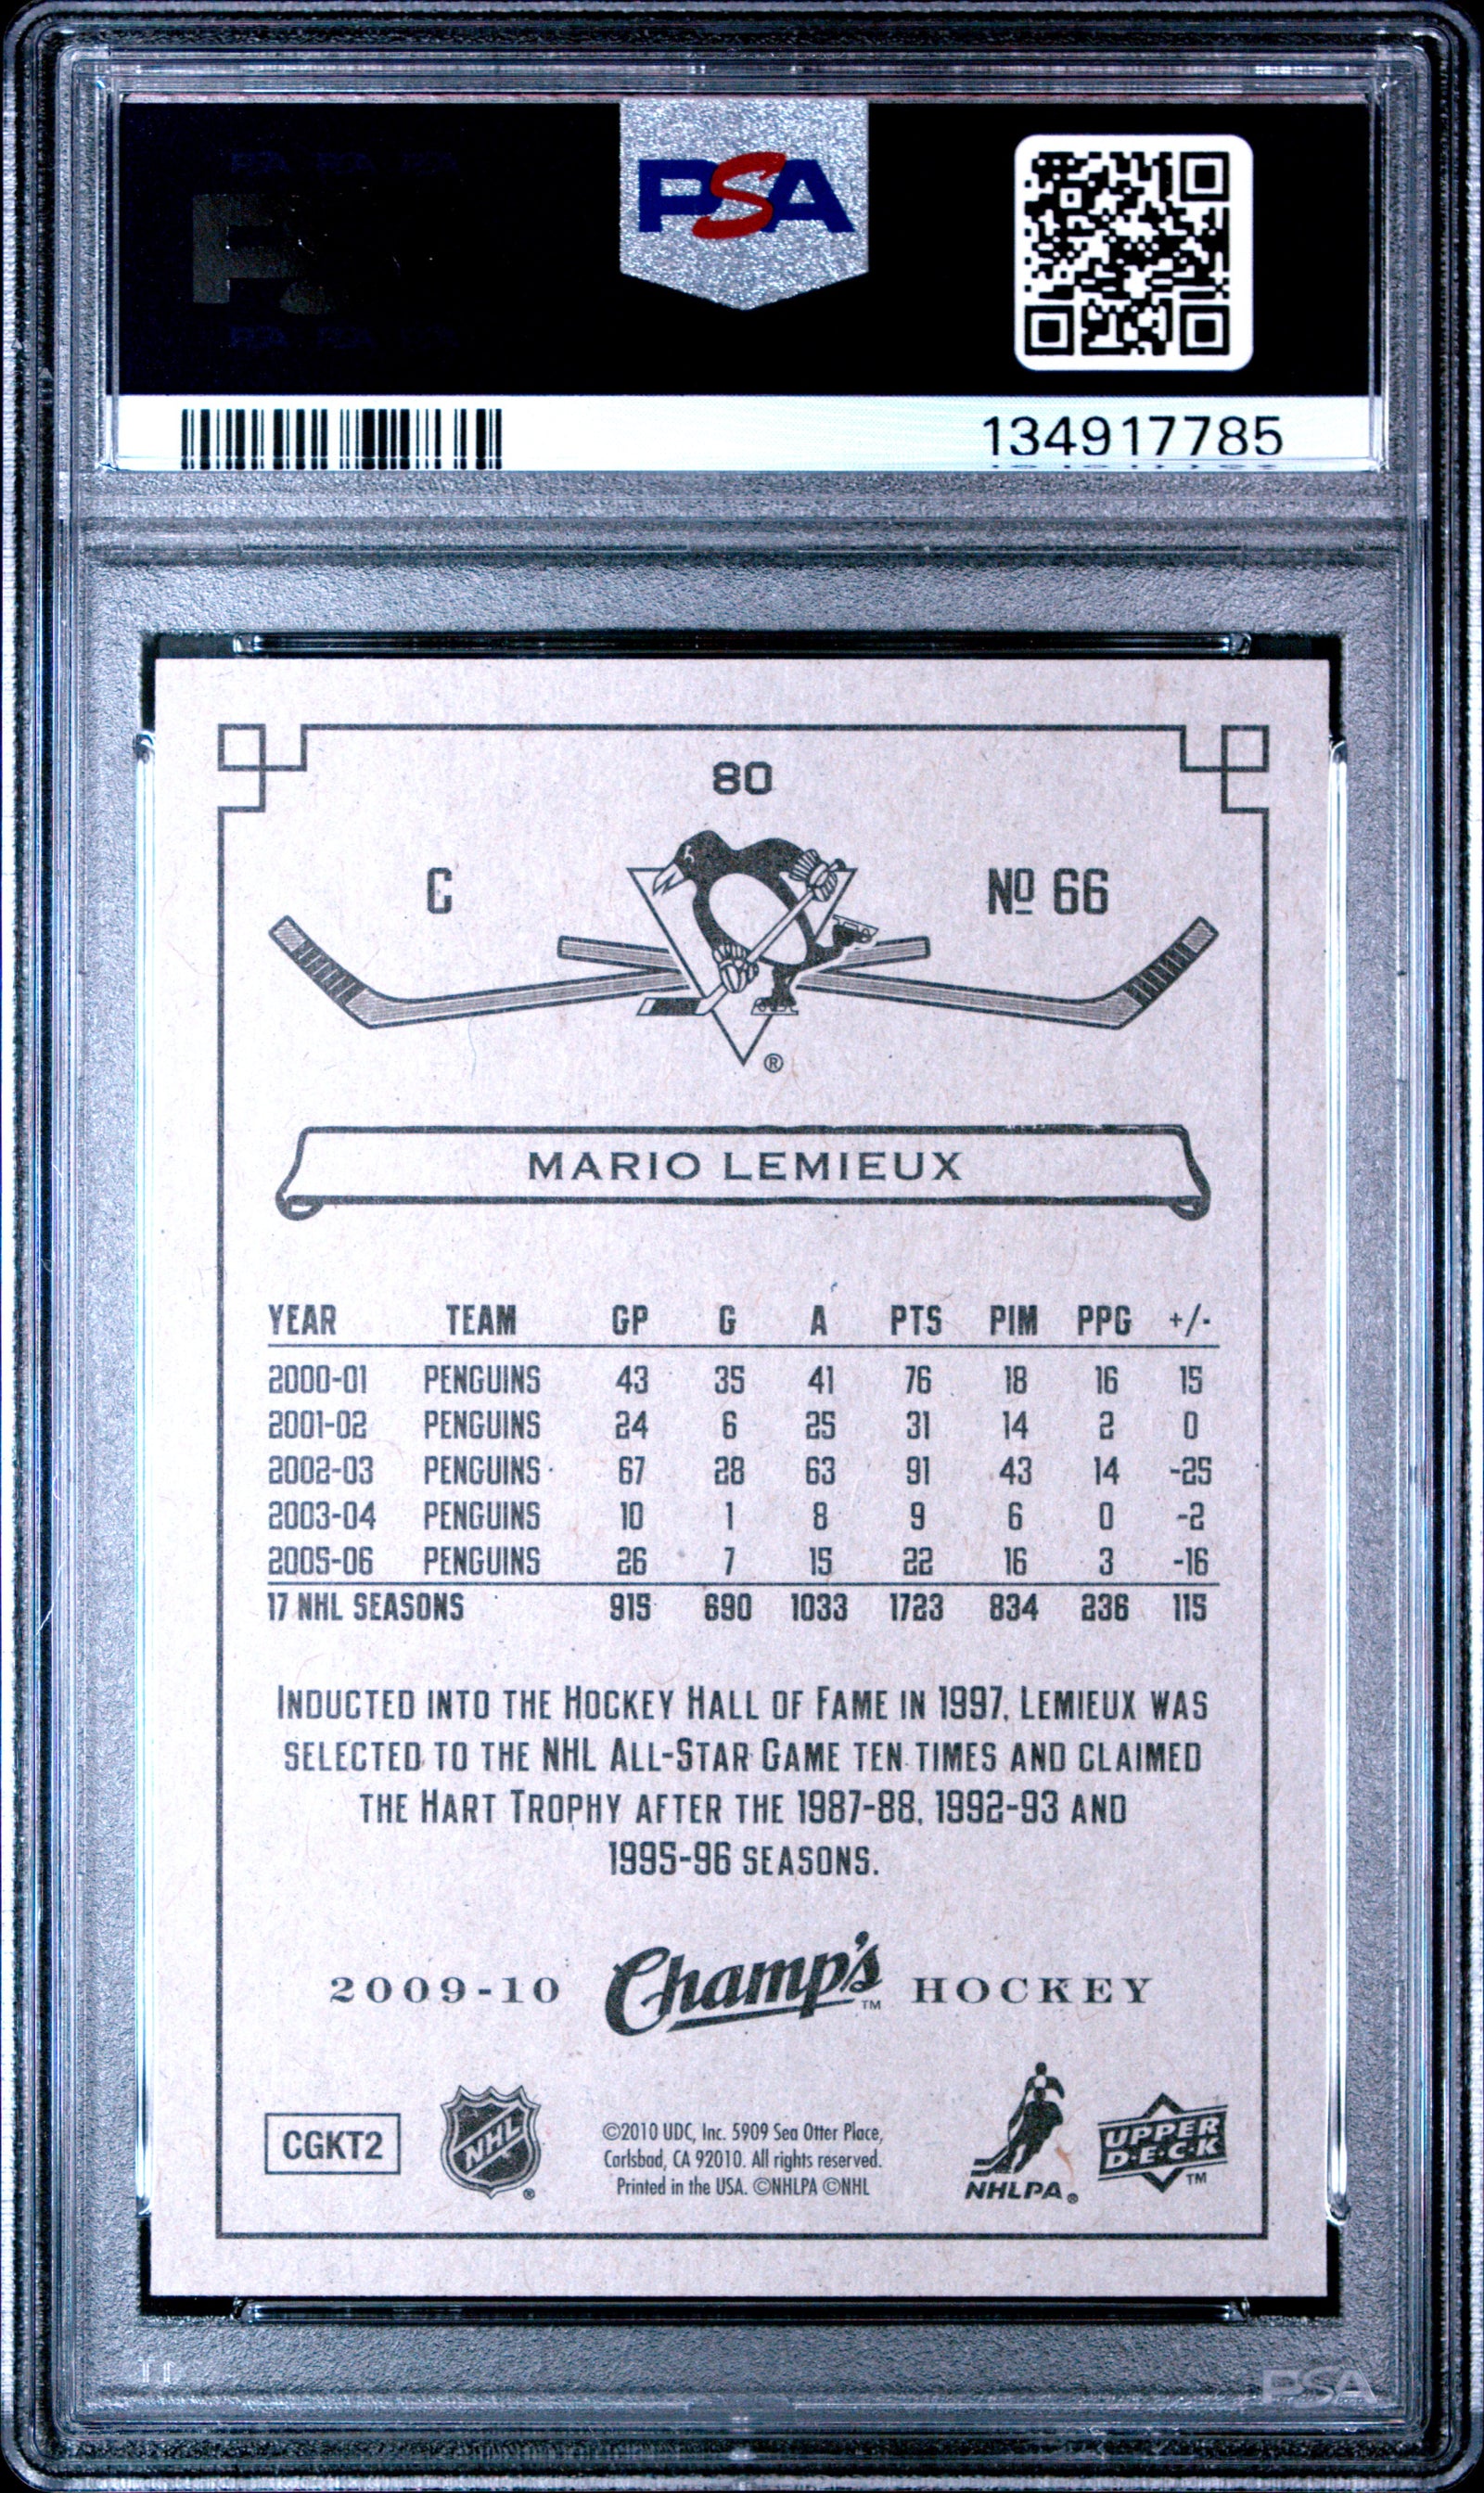 PSA
134917785
80
C
Nº 66
®
MARIO LEMIEUX
YEAR TEAM GP G A PTS PIM PPG +/-
2000-01 PENGUINS 43 35 41 76 18 16 15
2001-02 PENGUINS 24 6 25 31 14 2 0
2002-03 PENGUINS 67 28 63 91 43 14 -25
2003-04 PENGUINS 10 1 8 9 6 0 -2
2005-06 PENGUINS 26 7 15 22 16 3 -16
17 NHL SEASONS 915 690 1033 1723 834 236 115
INDUCTED INTO THE HOCKEY HALL OF FAME IN 1997, LEMIEUX WAS
SELECTED TO THE NHL ALL-STAR GAME TEN TIMES AND CLAIMED
THE HART TROPHY AFTER THE 1987-88, 1992-93 AND
1995-96 SEASONS.
2009-10 Champ's™ HOCKEY
CGKT2
NHL®
©2010 UDC, Inc. 5909 Sea Otter Place,
Carlsbad, CA 92010. All rights reserved.
Printed in the USA. ©NHLPA ©NHL
NHLPA®
UPPER
D·E·C·K™
PSA